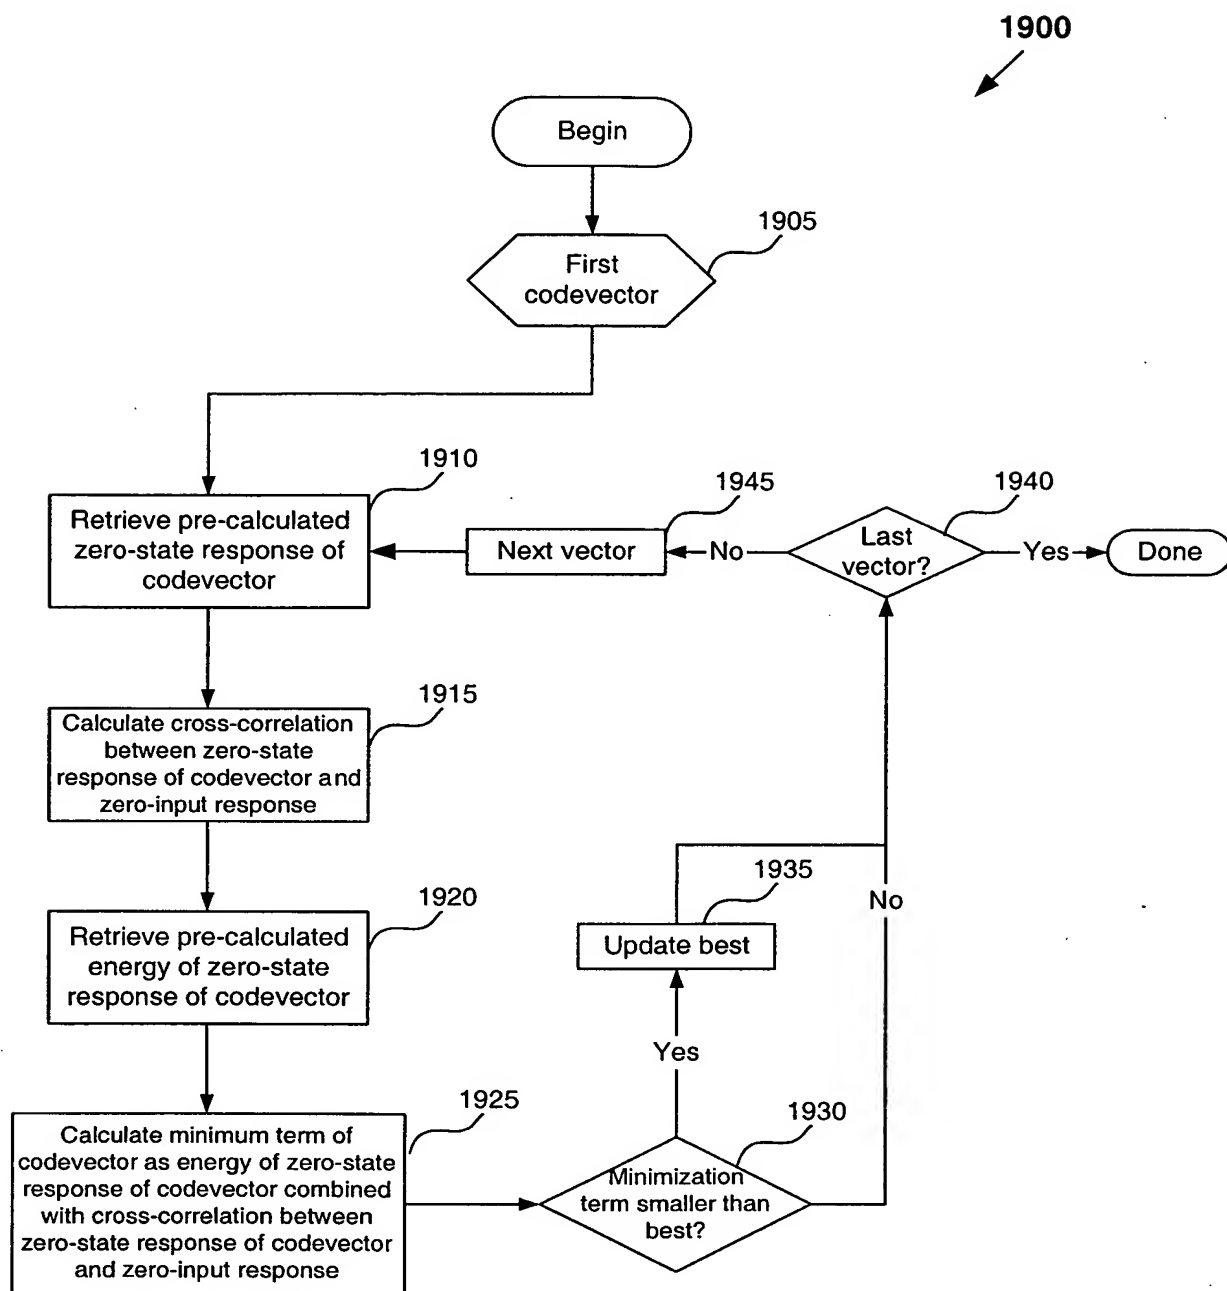 1900
Begin
1905
First
codevector
1910
Retrieve pre-calculated
zero-state response of
codevector
1945
Next vector
No
1940
Last
vector?
Yes
Done
1915
Calculate cross-correlation
between zero-state
response of codevector and
zero-input response
1920
Retrieve pre-calculated
energy of zero-state
response of codevector
1935
Update best
No
Yes
1925
Calculate minimum term of
codevector as energy of zero-state
response of codevector combined
with cross-correlation between
zero-state response of codevector
and zero-input response
1930
Minimization
term smaller than
best?